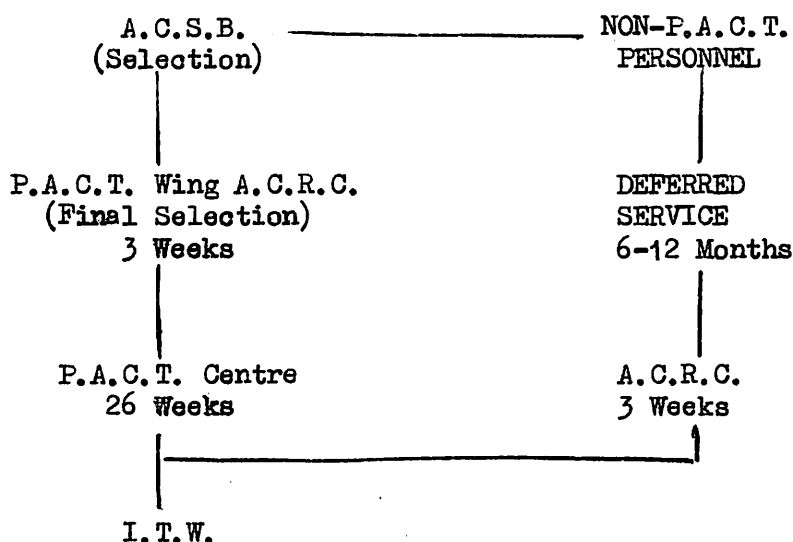 A.C.S.B.
(Selection)
NON-P.A.C.T.
PERSONNEL
P.A.C.T. Wing A.C.R.C.
(Final Selection)
3 Weeks
DEFERRED
SERVICE
6-12 Months
P.A.C.T. Centre
26 Weeks
A.C.R.C.
3 Weeks
I.T.W.